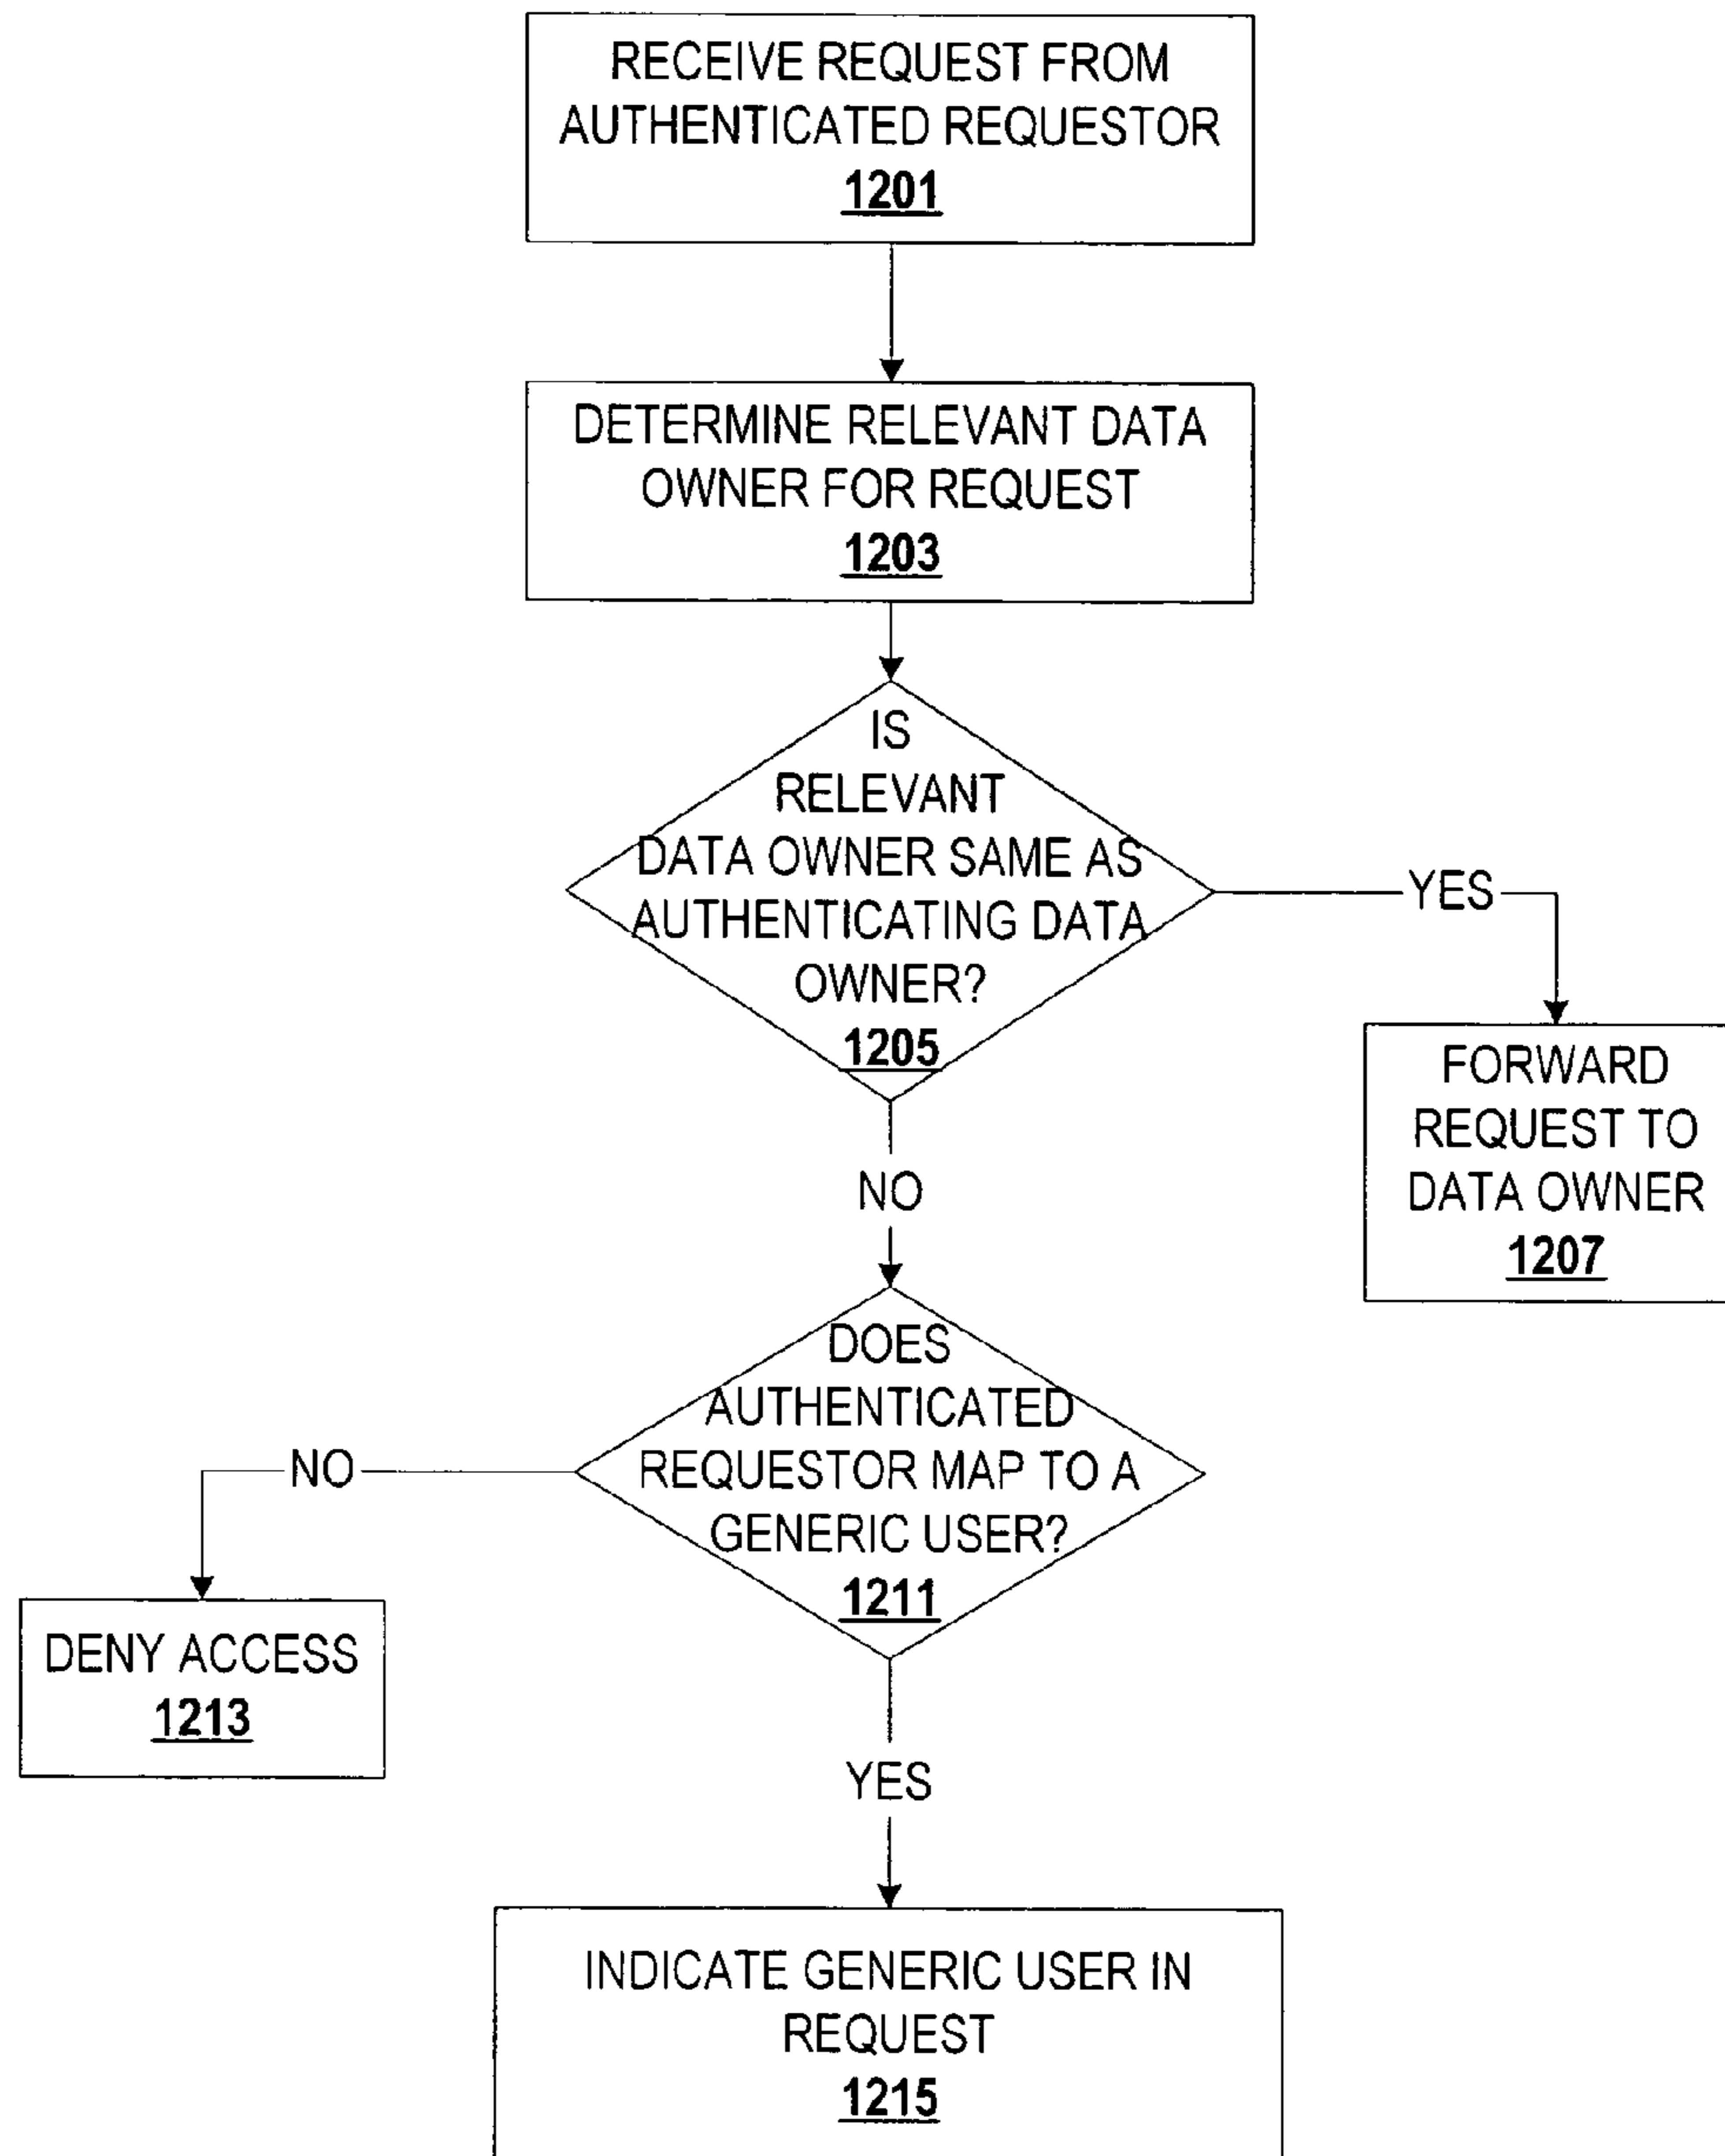 RECEIVE REQUEST FROM
AUTHENTICATED REQUESTOR
1201
DETERMINE RELEVANT DATA
OWNER FOR REQUEST
1203
IS
RELEVANT
DATA OWNER SAME AS
AUTHENTICATING DATA
OWNER?
1205
YES
FORWARD
REQUEST TO
DATA OWNER
1207
NO
DOES
AUTHENTICATED
REQUESTOR MAP TO A
GENERIC USER?
1211
NO
DENY ACCESS
1213
YES
INDICATE GENERIC USER IN
REQUEST
1215